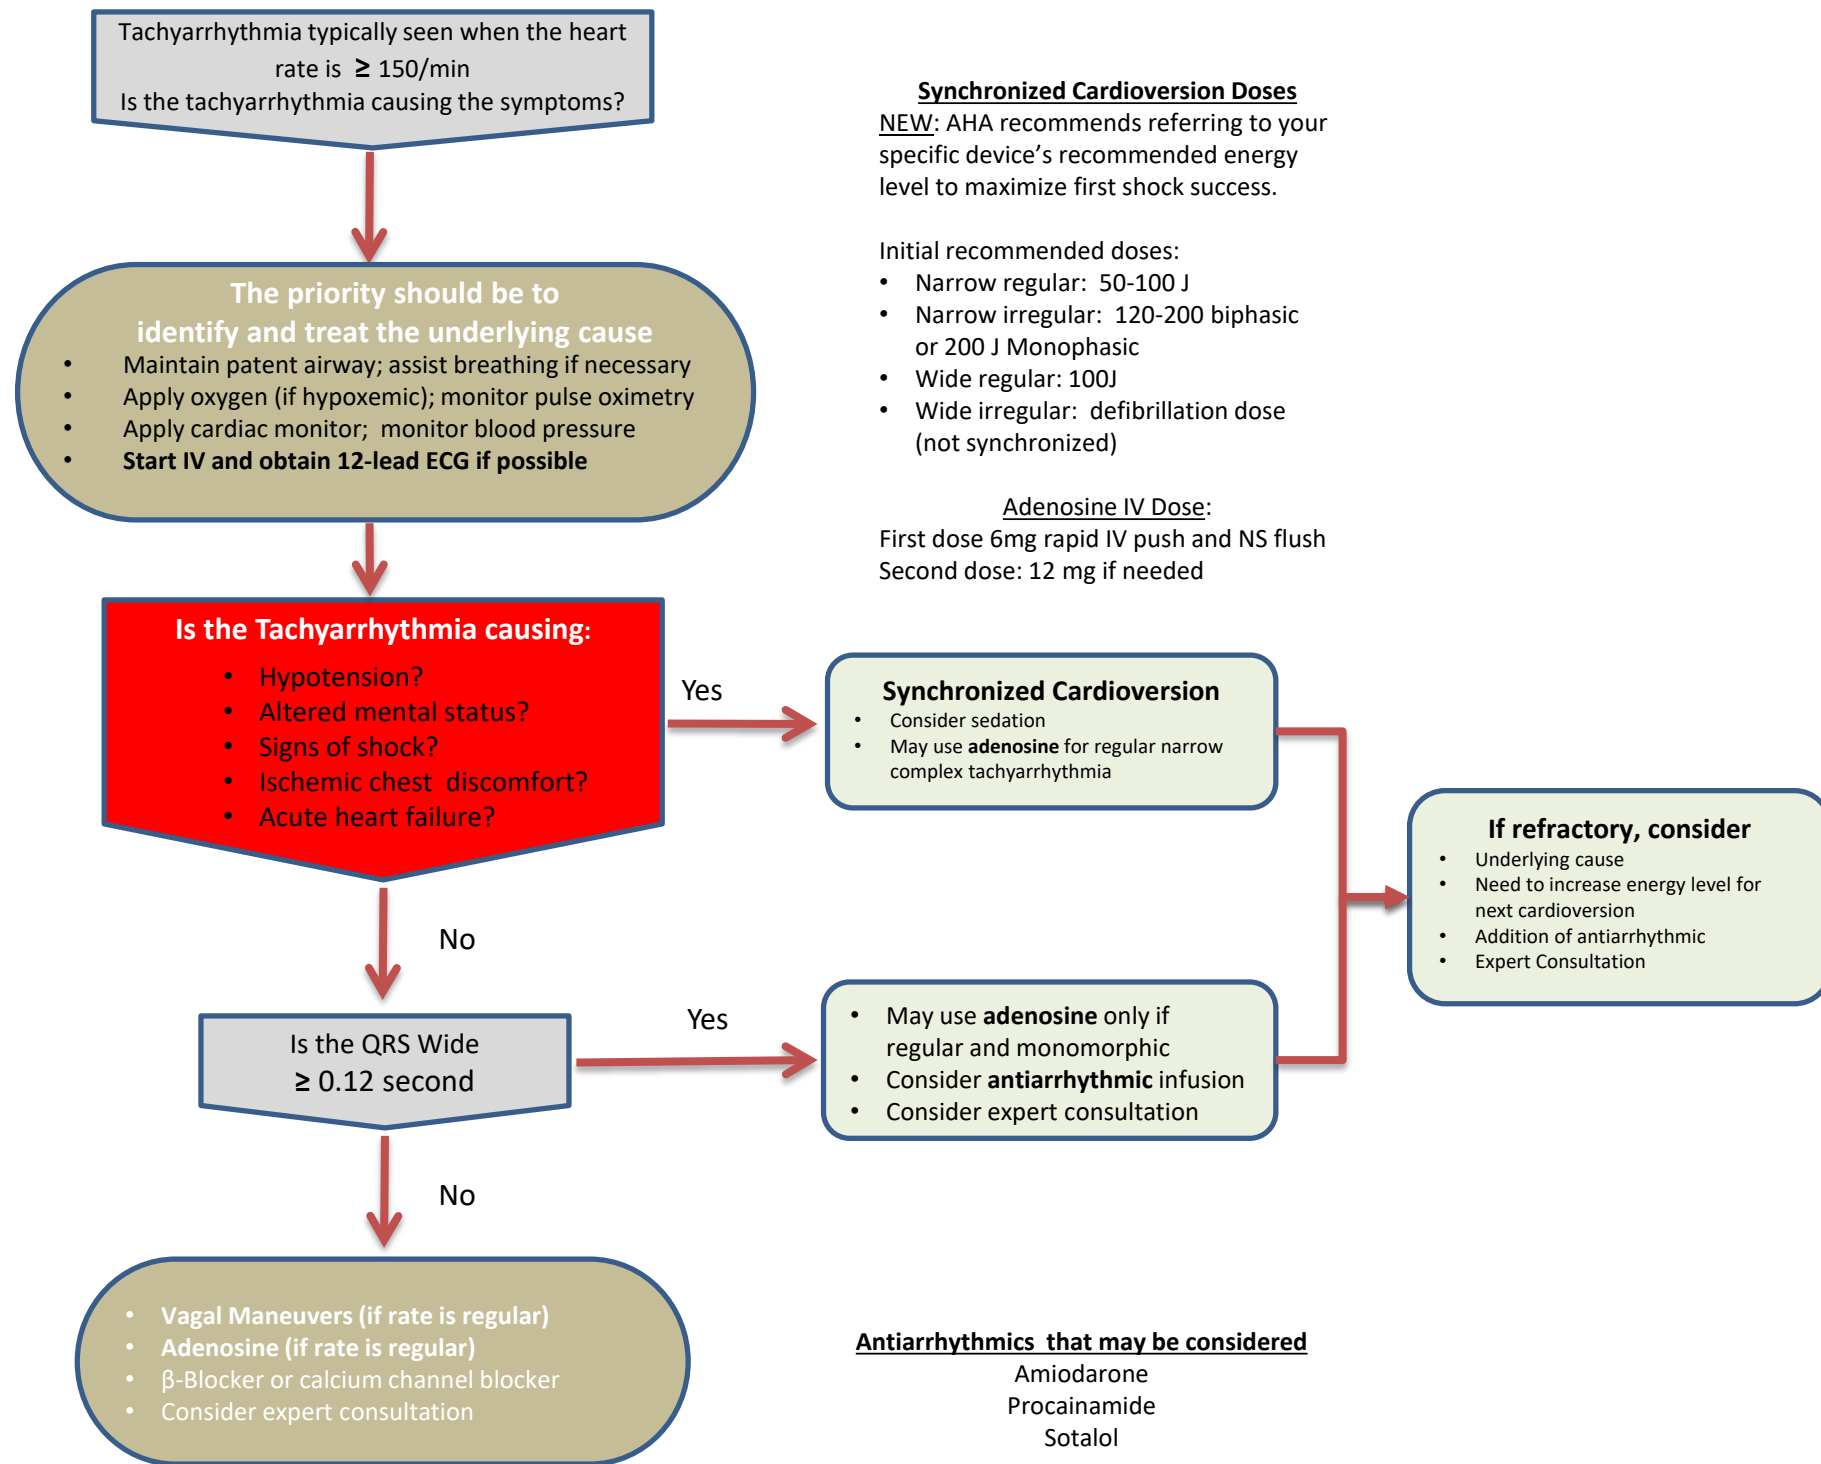 Tachyarrhythmia typically seen when the heart
rate is ≥ 150/min
Is the tachyarrhythmia causing the symptoms?
The priority should be to
identify and treat the underlying cause
• Maintain patent airway; assist breathing if necessary
• Apply oxygen (if hypoxemic); monitor pulse oximetry
• Apply cardiac monitor; monitor blood pressure
• Start IV and obtain 12-lead ECG if possible
Is the Tachyarrhythmia causing:
• Hypotension?
• Altered mental status?
• Signs of shock?
• Ischemic chest discomfort?
• Acute heart failure?
Yes
No
Is the QRS Wide
≥ 0.12 second
Yes
No
• Vagal Maneuvers (if rate is regular)
• Adenosine (if rate is regular)
• β-Blocker or calcium channel blocker
• Consider expert consultation
Synchronized Cardioversion Doses
NEW: AHA recommends referring to your
specific device’s recommended energy
level to maximize first shock success.
Initial recommended doses:
• Narrow regular: 50-100 J
• Narrow irregular: 120-200 biphasic
or 200 J Monophasic
• Wide regular: 100J
• Wide irregular: defibrillation dose
(not synchronized)
Adenosine IV Dose:
First dose 6mg rapid IV push and NS flush
Second dose: 12 mg if needed
Synchronized Cardioversion
• Consider sedation
• May use adenosine for regular narrow
complex tachyarrhythmia
• May use adenosine only if
regular and monomorphic
• Consider antiarrhythmic infusion
• Consider expert consultation
If refractory, consider
• Underlying cause
• Need to increase energy level for
next cardioversion
• Addition of antiarrhythmic
• Expert Consultation
Antiarrhythmics that may be considered
Amiodarone
Procainamide
Sotalol